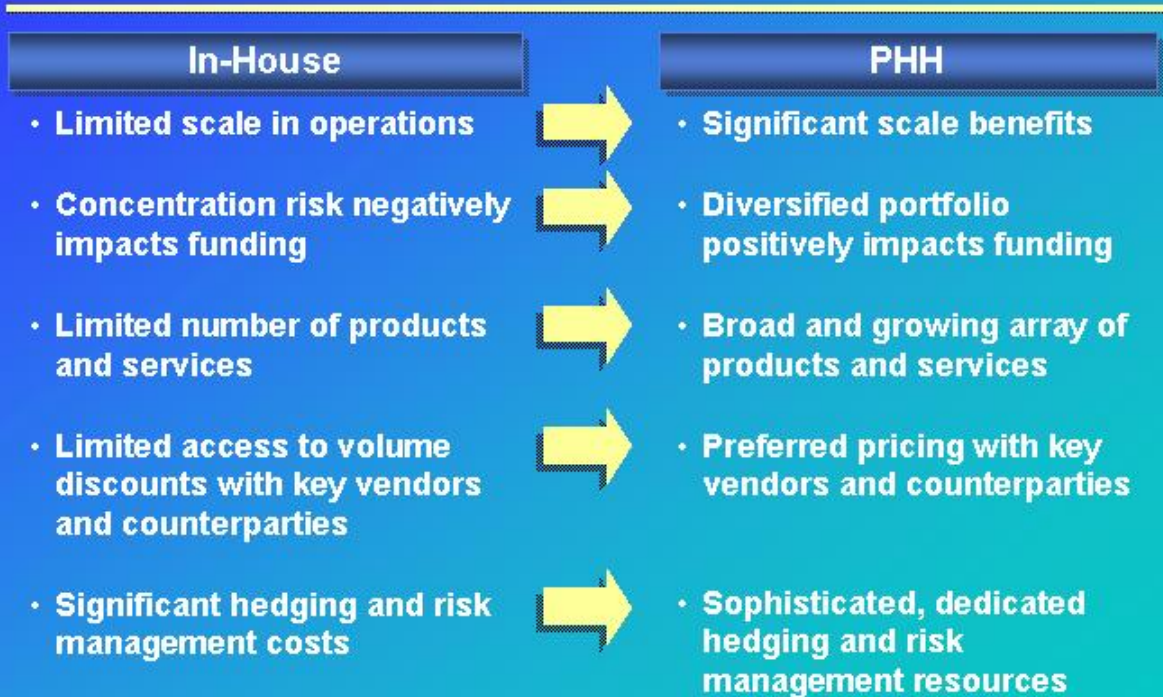 In-House
• Limited scale in operations
• Concentration risk negatively
impacts funding
• Limited number of products
and services
• Limited access to volume
discounts with key vendors
and counterparties
• Significant hedging and risk
management costs
PHH
• Significant scale benefits
• Diversified portfolio
positively impacts funding
• Broad and growing array of
products and services
• Preferred pricing with key
vendors and counterparties
• Sophisticated, dedicated
hedging and risk
management resources